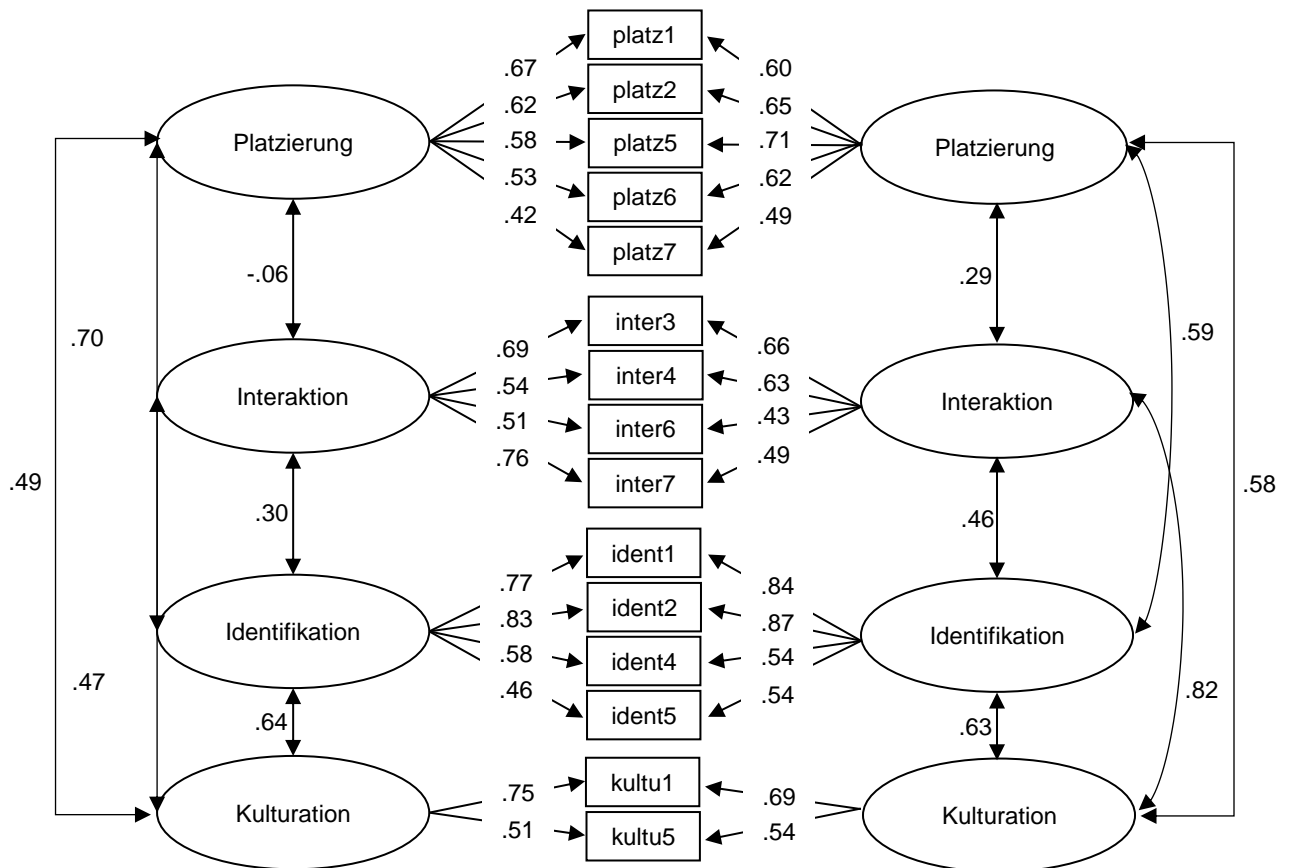 platz1
.67 .60
platz2
.62 .65
Platzierung .58 platz5 .71 Platzierung
.53 platz6 .62
.42 .49
platz7
-.06 .29
inter3
.70 .59
.69 .66
inter4
Interaktion .54 .63 Interaktion
.51 inter6 .43
.76 .49
inter7
.49 .58
.30 .46
ident1
.77 .84
ident2
Identifikation .83 .87 Identifikation
.58 ident4 .54
.47 .46 .54 .82
ident5
.64 .63
kultu1
.75 .69
Kulturation Kulturation
.51 kultu5 .54